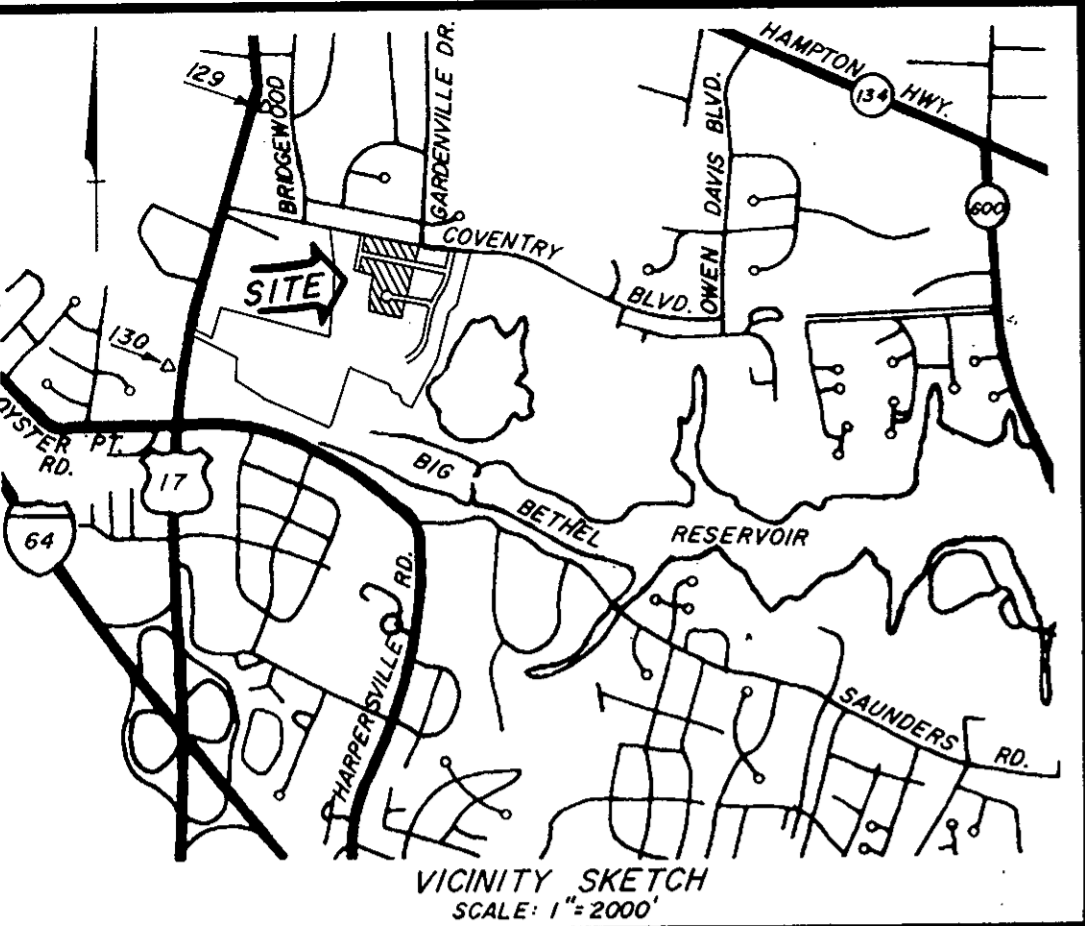 HAMPTON HWY.
134
129
BRIDGEWOOD
GARDENVILLE DR.
OWEN DAVIS BLVD.
600
COVENTRY BLVD.
SITE
130
OYSTER PT. RD.
17
64
BIG BETHEL RESERVOIR
HARPERSVILLE RD.
SAUNDERS RD.
VICINITY SKETCH
SCALE: 1"=2000'